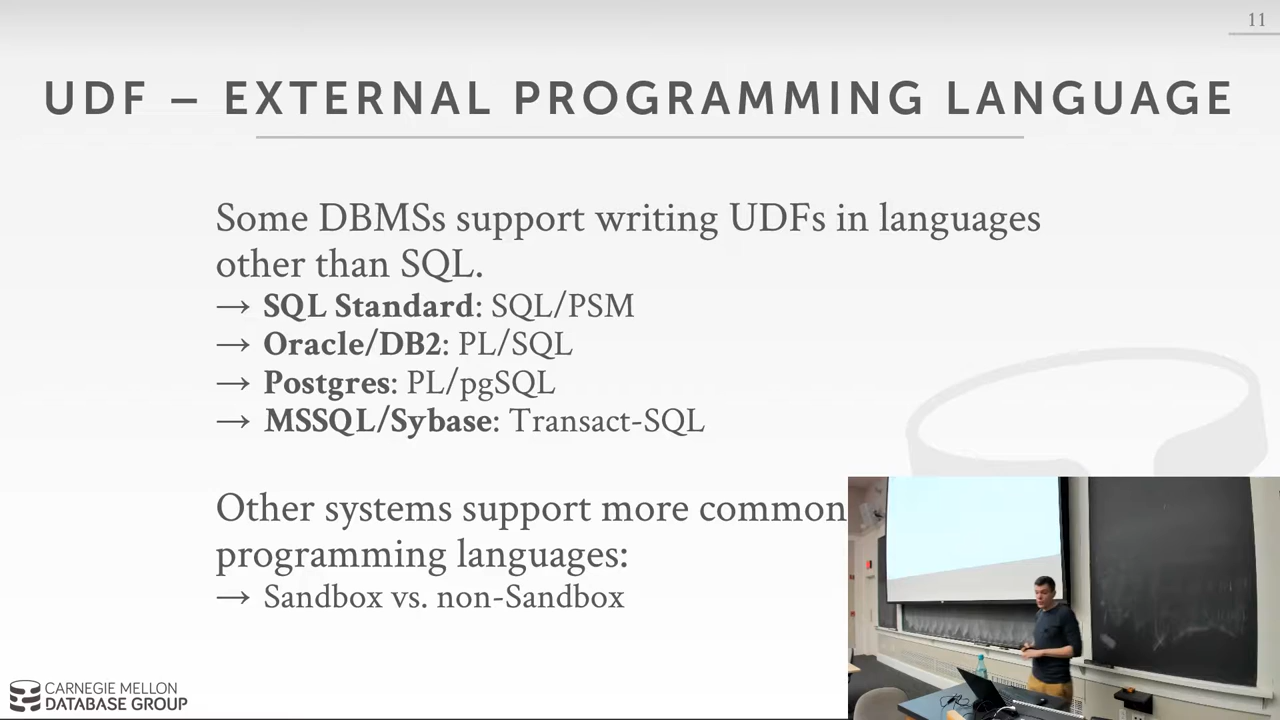 11
UDF – EXTERNAL PROGRAMMING LANGUAGE
Some DBMSs support writing UDFs in languages
other than SQL.
→ SQL Standard: SQL/PSM
→ Oracle/DB2: PL/SQL
→ Postgres: PL/pgSQL
→ MSSQL/Sybase: Transact-SQL
Other systems support more common
programming languages:
→ Sandbox vs. non-Sandbox
CARNEGIE MELLON
DATABASE GROUP